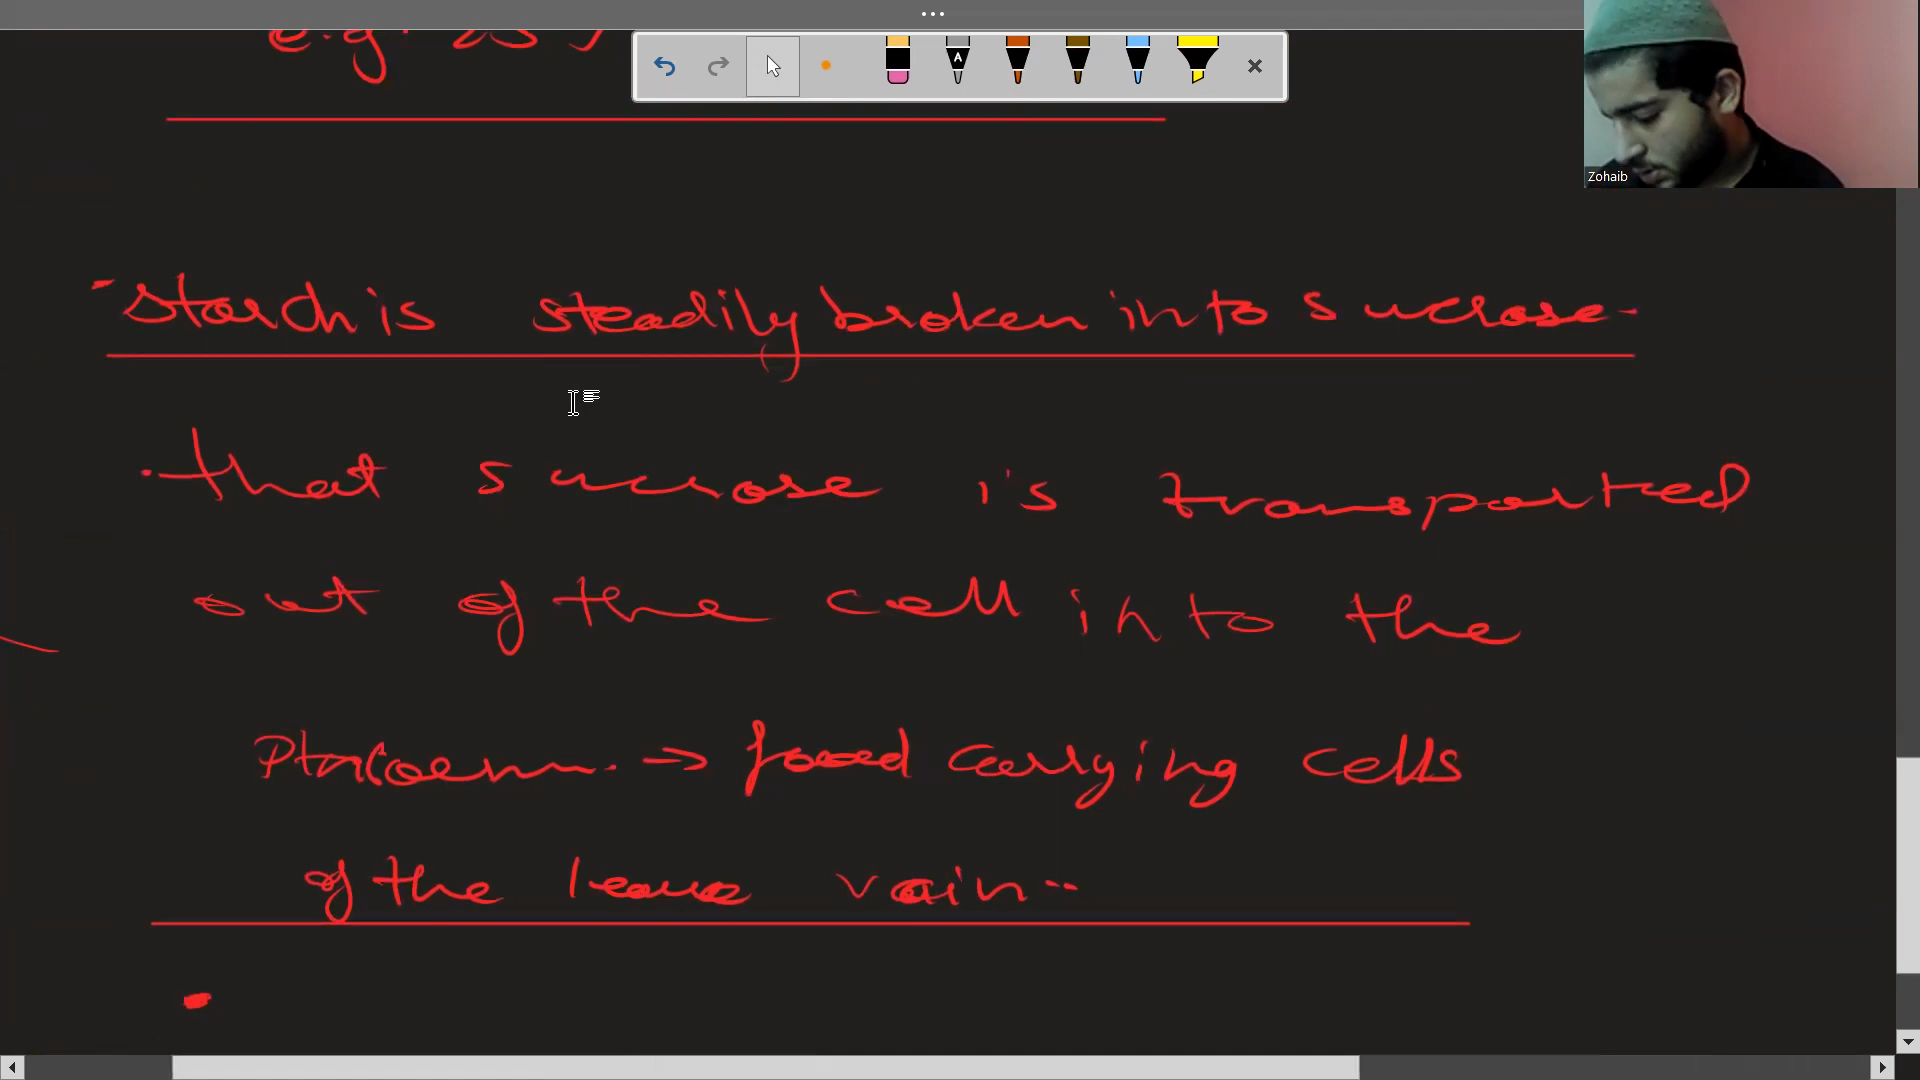 e.g.
A
Zohaib
• Starch is steadily broken into sucrose.
• that sucrose is transported
out of the cell into the
Phloem. → food carrying cells
of the leave vain..